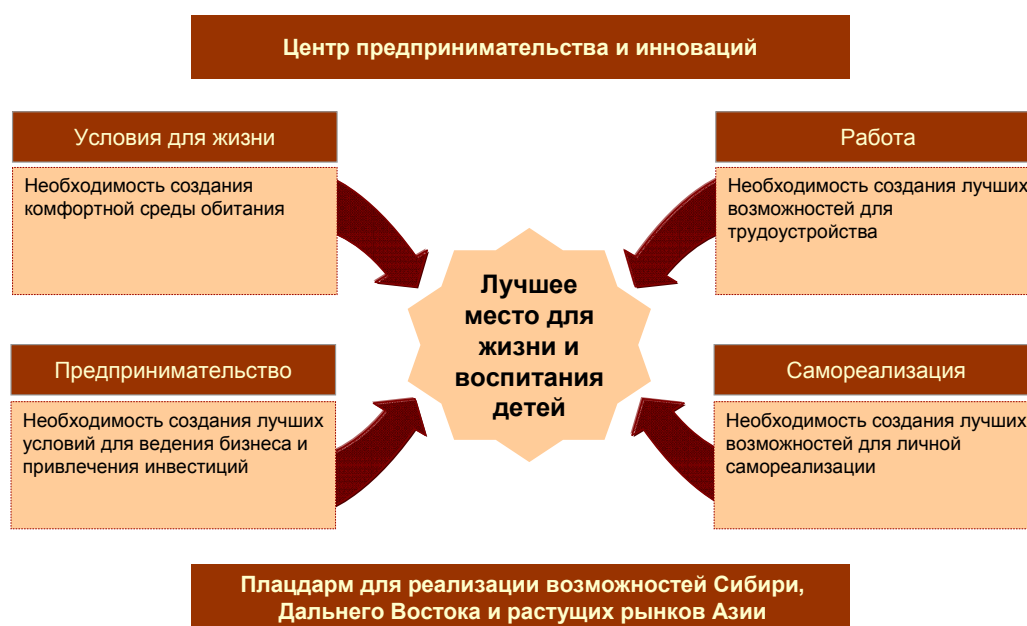 Центр предпринимательства и инноваций
Условия для жизни
Необходимость создания
комфортной среды обитания
Работа
Необходимость создания лучших
возможностей для
трудоустройства
Лучшее
место для
жизни и
воспитания
детей
Предпринимательство
Необходимость создания лучших
условий для ведения бизнеса и
привлечения инвестиций
Самореализация
Необходимость создания лучших
возможностей для личной
самореализации
Плацдарм для реализации возможностей Сибири,
Дальнего Востока и растущих рынков Азии